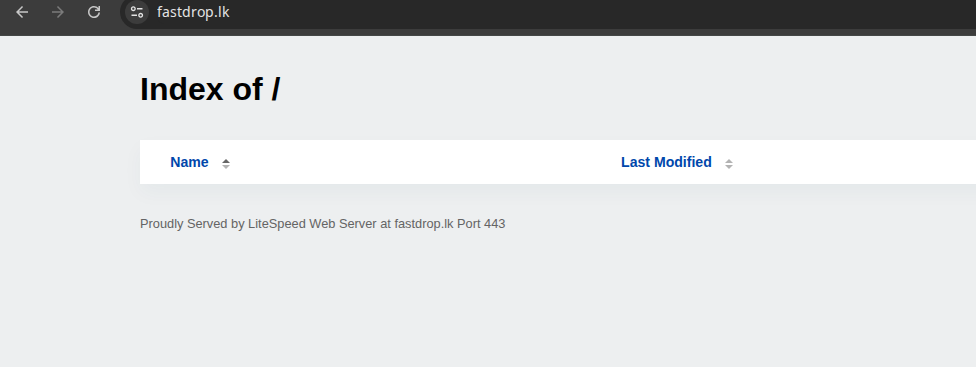 fastdrop.lk
Index of /
Name Last Modified
Proudly Served by LiteSpeed Web Server at fastdrop.lk Port 443